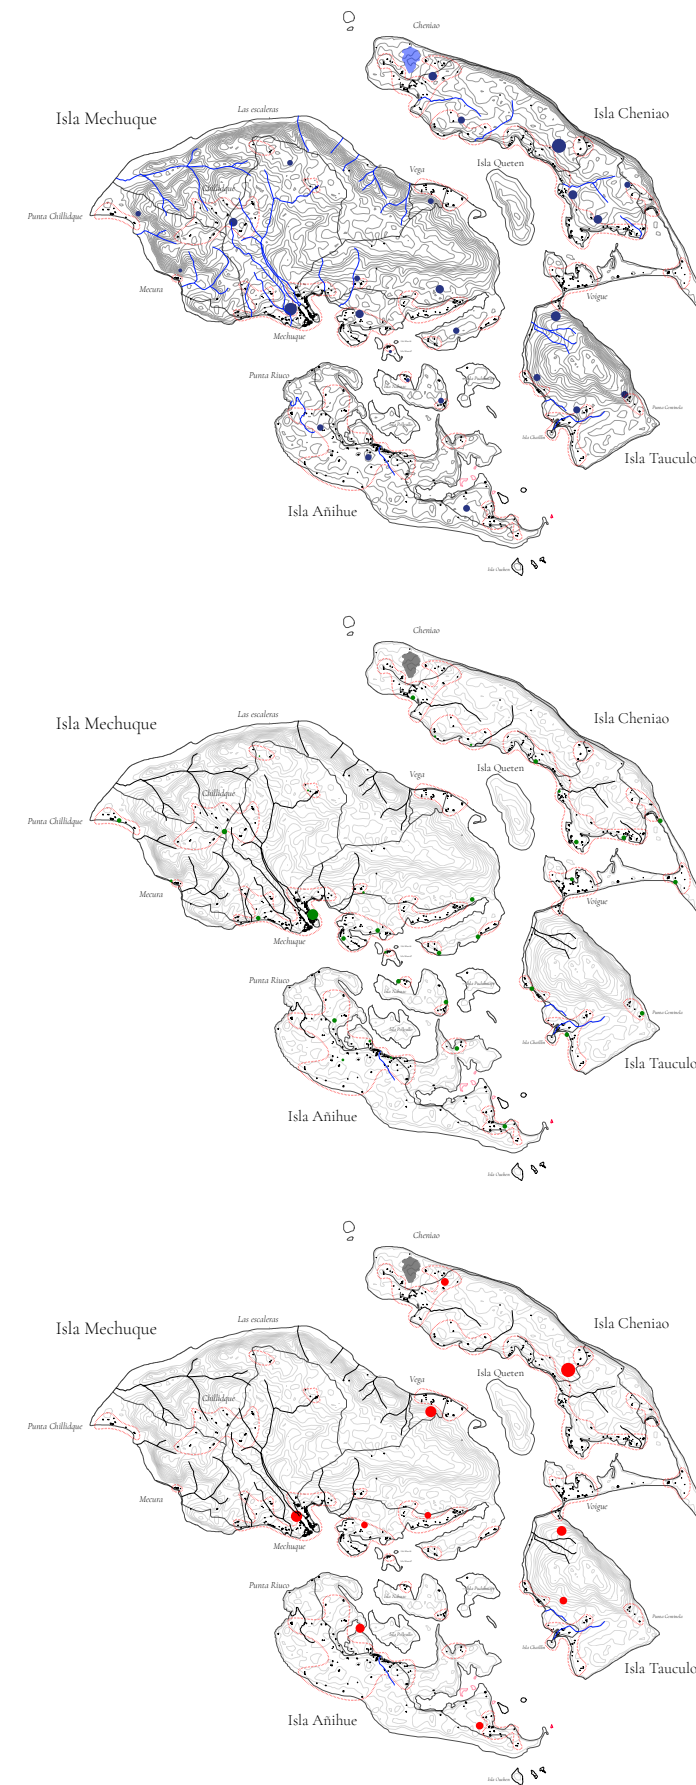 Cheniao
Las escaleras
Isla Mechuque
Isla Cheniao
Isla Queten
Vega
Chillidque
Punta Chillidque
Mecura
Voigue
Mechuque
Punta Riuco
Isla Taucolo
Isla Añihue
Cheniao
Las escaleras
Isla Mechuque
Isla Cheniao
Isla Queten
Vega
Chillidque
Punta Chillidque
Mecura
Voigue
Mechuque
Punta Riuco
Isla Taucolo
Isla Añihue
Cheniao
Las escaleras
Isla Mechuque
Isla Cheniao
Isla Queten
Vega
Chillidque
Punta Chillidque
Mecura
Voigue
Mechuque
Punta Riuco
Isla Taucolo
Isla Añihue